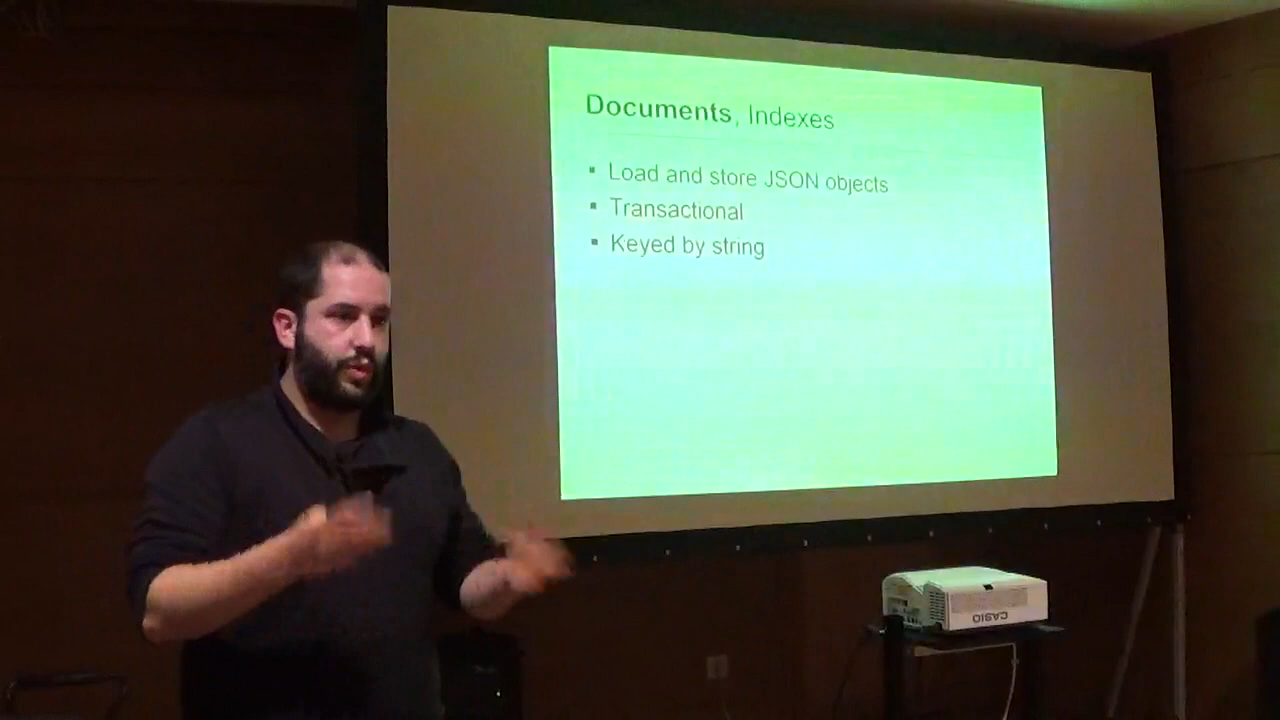 Documents, Indexes
▪ Load and store JSON objects
▪ Transactional
▪ Keyed by string
CASIO